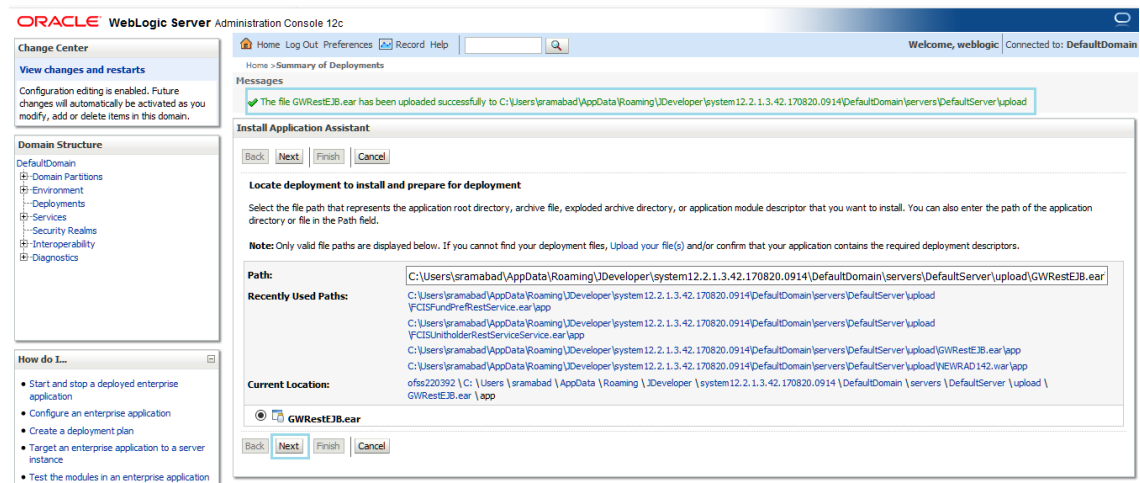 ORACLE WebLogic Server Administration Console 12c
Change Center
View changes and restarts
Configuration editing is enabled. Future
changes will automatically be activated as you
modify, add or delete items in this domain.
Domain Structure
DefaultDomain
Domain Partitions
Environment
Deployments
Services
Security Realms
Interoperability
Diagnostics
How do I...
Start and stop a deployed enterprise
application
Configure an enterprise application
Create a deployment plan
Target an enterprise application to a server
instance
Test the modules in an enterprise application
Home Log Out Preferences Record Help
Welcome, weblogic Connected to: DefaultDomain
Home >Summary of Deployments
Messages
The file GWRestEJB.ear has been uploaded successfully to C:\Users\sramabad\AppData\Roaming\JDeveloper\system12.2.1.3.42.170820.0914\DefaultDomain\servers\DefaultServer\upload
Install Application Assistant
Back Next Finish Cancel
Locate deployment to install and prepare for deployment
Select the file path that represents the application root directory, archive file, exploded archive directory, or application module descriptor that you want to install. You can also enter the path of the application
directory or file in the Path field.
Note: Only valid file paths are displayed below. If you cannot find your deployment files, Upload your file(s) and/or confirm that your application contains the required deployment descriptors.
Path: C:\Users\sramabad\AppData\Roaming\JDeveloper\system12.2.1.3.42.170820.0914\DefaultDomain\servers\DefaultServer\upload\GWRestEJB.ear
Recently Used Paths: C:\Users\sramabad\AppData\Roaming\JDeveloper\system12.2.1.3.42.170820.0914\DefaultDomain\servers\DefaultServer\upload
\FCISFundPrefRestService.ear\app
C:\Users\sramabad\AppData\Roaming\JDeveloper\system12.2.1.3.42.170820.0914\DefaultDomain\servers\DefaultServer\upload
\FCISUnitholderRestServiceService.ear\app
C:\Users\sramabad\AppData\Roaming\JDeveloper\system12.2.1.3.42.170820.0914\DefaultDomain\servers\DefaultServer\upload\GWRestEJB.ear\app
C:\Users\sramabad\AppData\Roaming\JDeveloper\system12.2.1.3.42.170820.0914\DefaultDomain\servers\DefaultServer\upload\NEWRAD142.war\app
Current Location: ofss220392 \ C: \ Users \ sramabad \ AppData \ Roaming \ JDeveloper \ system12.2.1.3.42.170820.0914 \ DefaultDomain \ servers \ DefaultServer \ upload \
GWRestEJB.ear \ app
GWRestEJB.ear
Back Next Finish Cancel